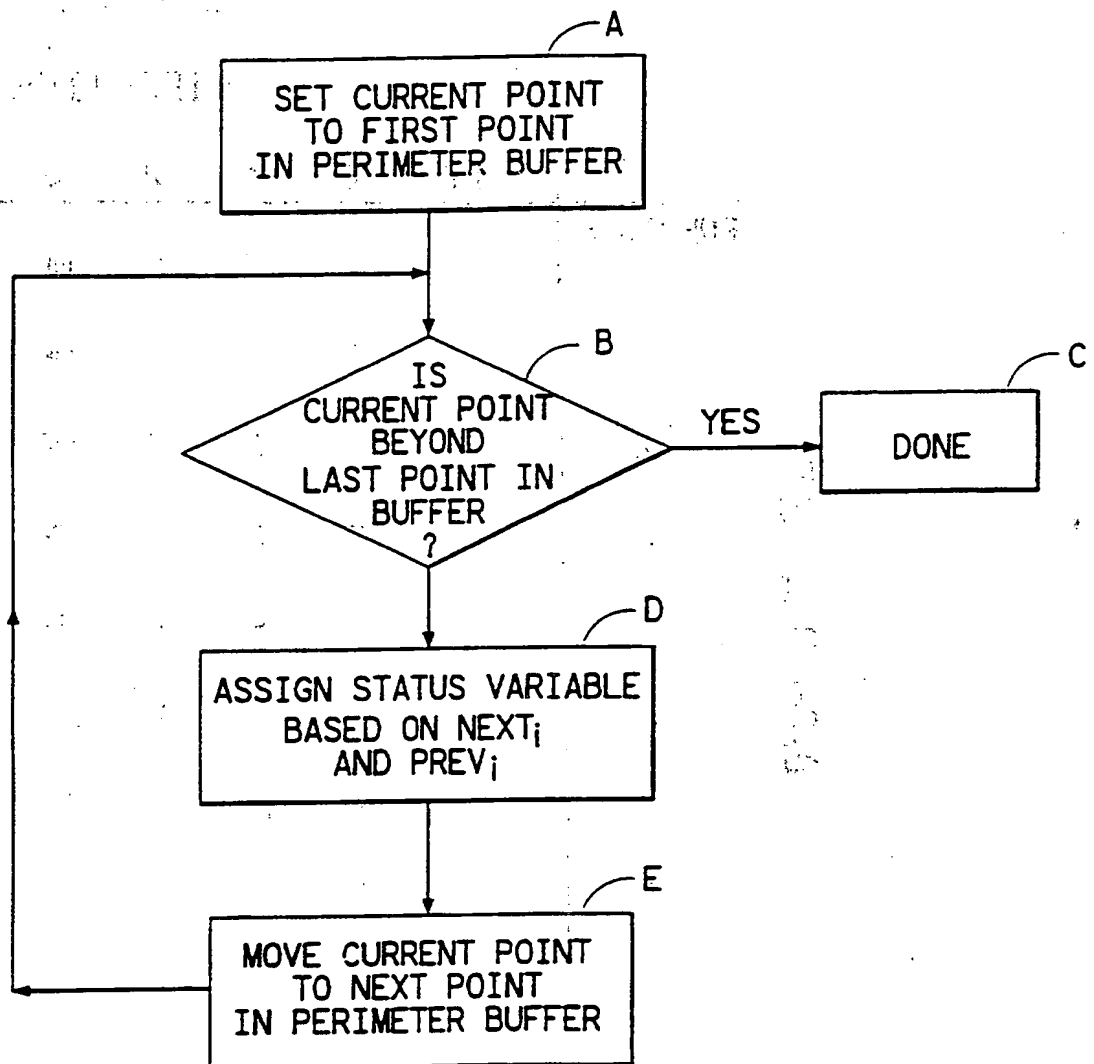 A
SET CURRENT POINT
TO FIRST POINT
IN PERIMETER BUFFER
B
IS
CURRENT POINT
BEYOND
LAST POINT IN
BUFFER
?
YES
C
DONE
D
ASSIGN STATUS VARIABLE
BASED ON NEXTi
AND PREVi
E
MOVE CURRENT POINT
TO NEXT POINT
IN PERIMETER BUFFER